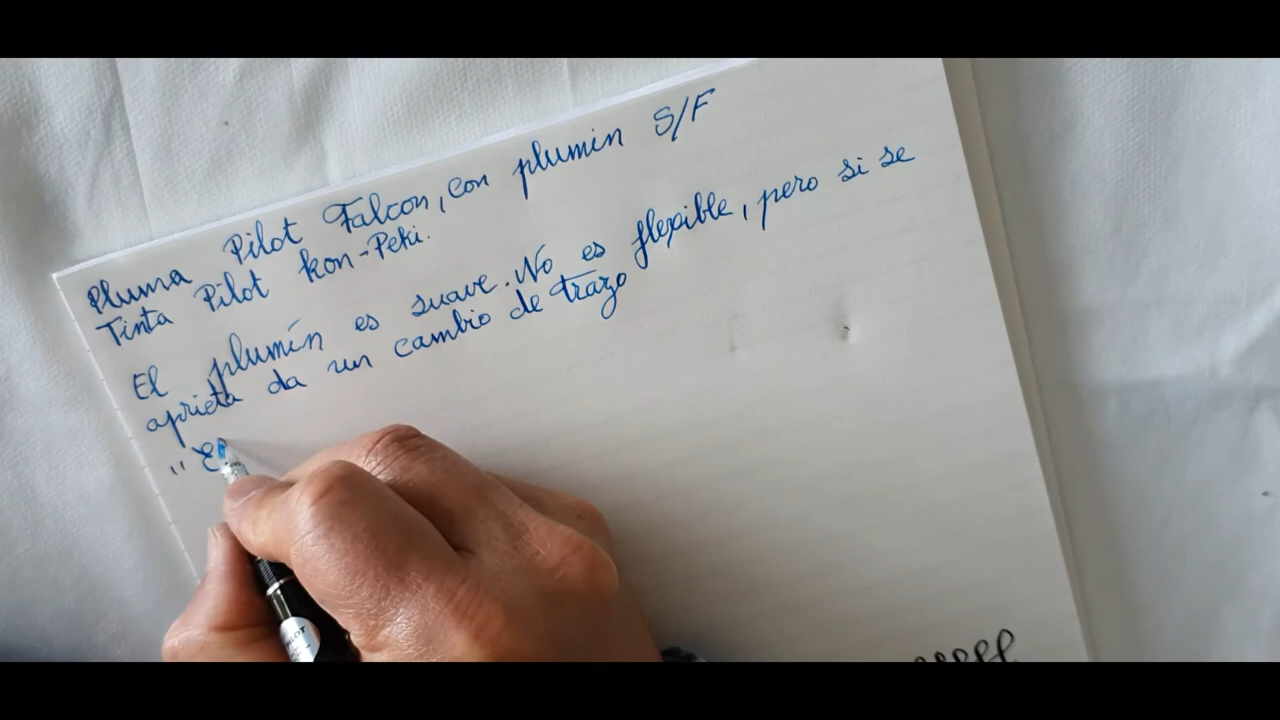 Pluma Pilot Falcon, con plumin S/F
Tinta Pilot Kon-Peki.
El plumín es suave. No es flexible, pero si se
aprieta da un cambio de trazo
"E